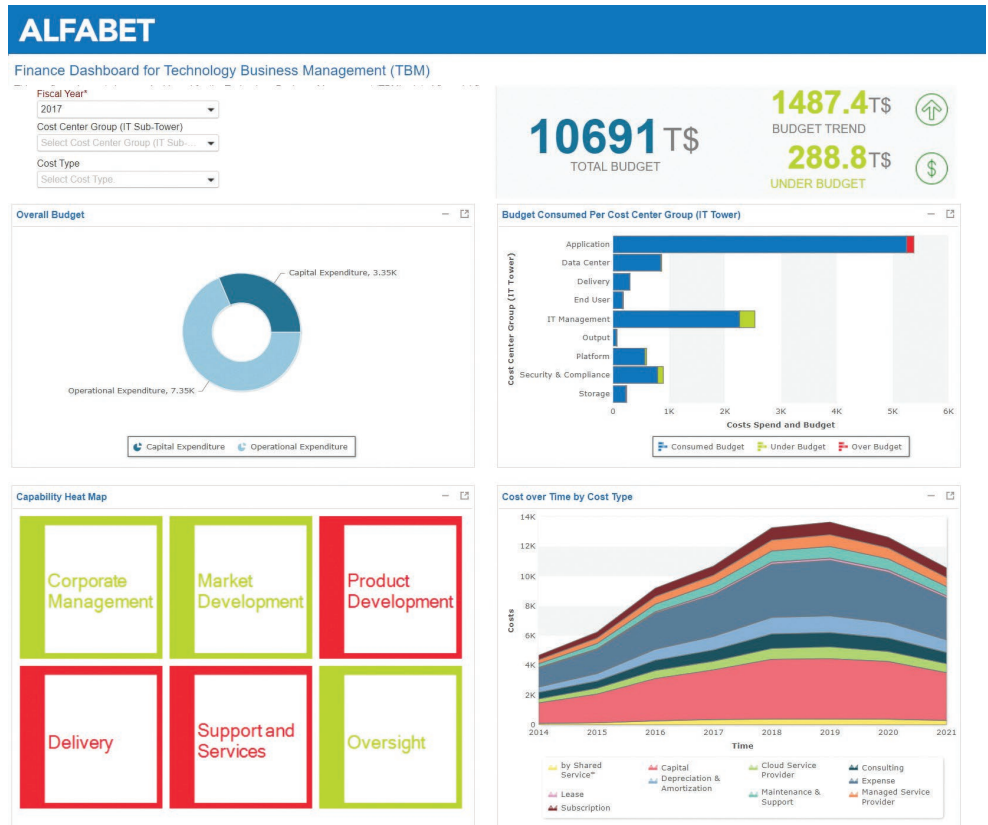 ALFABET
Finance Dashboard for Technology Business Management (TBM)
Fiscal Year*
2017
Cost Center Group (IT Sub-Tower)
Select Cost Center Group (IT Sub-...
Cost Type
Select Cost Type.
10691T$
TOTAL BUDGET
1487.4T$
BUDGET TREND
288.8T$
UNDER BUDGET
$
Overall Budget
Capital Expenditure, 3.35K
Operational Expenditure, 7.35K
Capital Expenditure
Operational Expenditure
Budget Consumed Per Cost Center Group (IT Tower)
Cost Center Group (IT Tower)
Application
Data Center
Delivery
End User
IT Management
Output
Platform
Security & Compliance
Storage
0 1K 2K 3K 4K 5K 6K
Costs Spend and Budget
Consumed Budget
Under Budget
Over Budget
Capability Heat Map
Corporate
Management
Market
Development
Product
Development
Delivery
Support and
Services
Oversight
Cost over Time by Cost Type
Costs
14K
12K
10K
8K
6K
4K
2K
0
2014 2015 2016 2017 2018 2019 2020 2021
Time
by Shared
Service"
Capital
Cloud Service
Provider
Consulting
Depreciation &
Amortization
Expense
Lease
Maintenance &
Support
Managed Service
Provider
Subscription